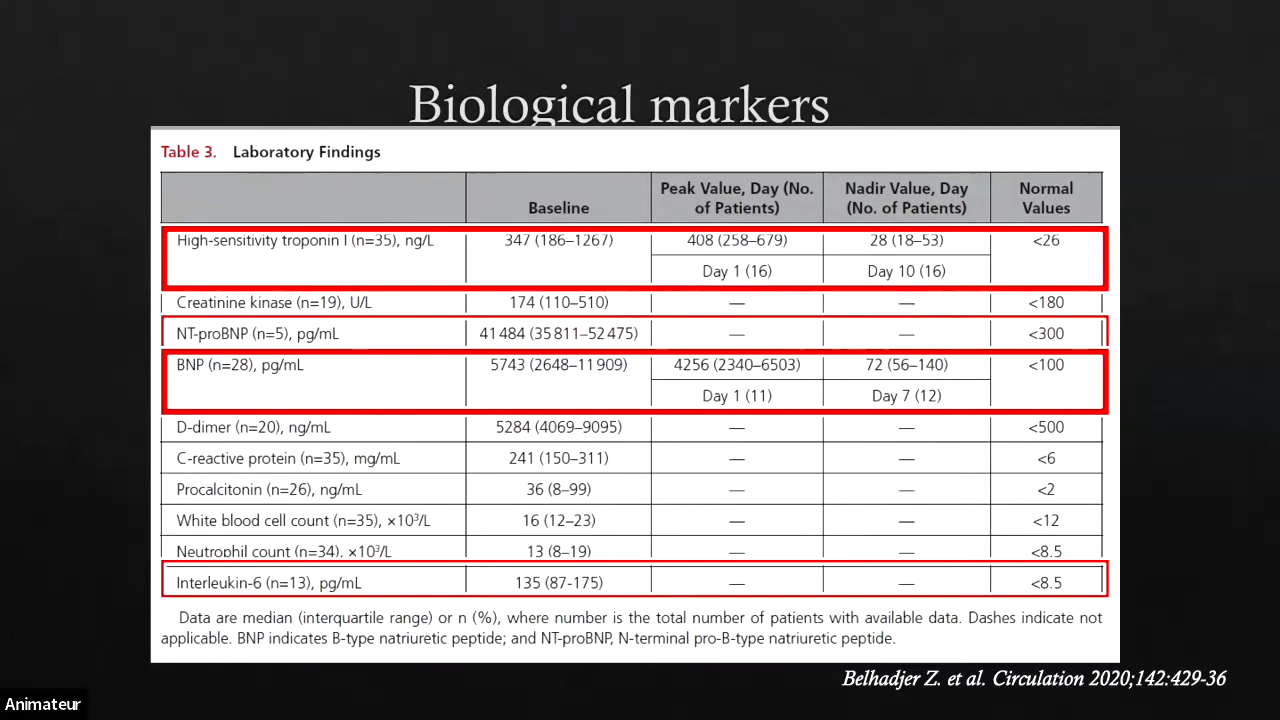 Biological markers
Table 3. Laboratory Findings
Baseline Peak Value, Day (No. of Patients) Nadir Value, Day (No. of Patients) Normal Values
High-sensitivity troponin I (n=35), ng/L 347 (186–1267) 408 (258–679) 28 (18–53) <26
Day 1 (16) Day 10 (16)
Creatinine kinase (n=19), U/L 174 (110–510) — — <180
NT-proBNP (n=5), pg/mL 41 484 (35 811–52 475) — — <300
BNP (n=28), pg/mL 5743 (2648–11 909) 4256 (2340–6503) 72 (56–140) <100
Day 1 (11) Day 7 (12)
D-dimer (n=20), ng/mL 5284 (4069–9095) — — <500
C-reactive protein (n=35), mg/mL 241 (150–311) — — <6
Procalcitonin (n=26), ng/mL 36 (8–99) — — <2
White blood cell count (n=35), ×10³/L 16 (12–23) — — <12
Neutrophil count (n=34), ×10³/L 13 (8–19) — — <8.5
Interleukin-6 (n=13), pg/mL 135 (87-175) — — <8.5
Data are median (interquartile range) or n (%), where number is the total number of patients with available data. Dashes indicate not
applicable. BNP indicates B-type natriuretic peptide; and NT-proBNP, N-terminal pro-B-type natriuretic peptide.
Belhadjer Z. et al. Circulation 2020;142:429-36
Animateur